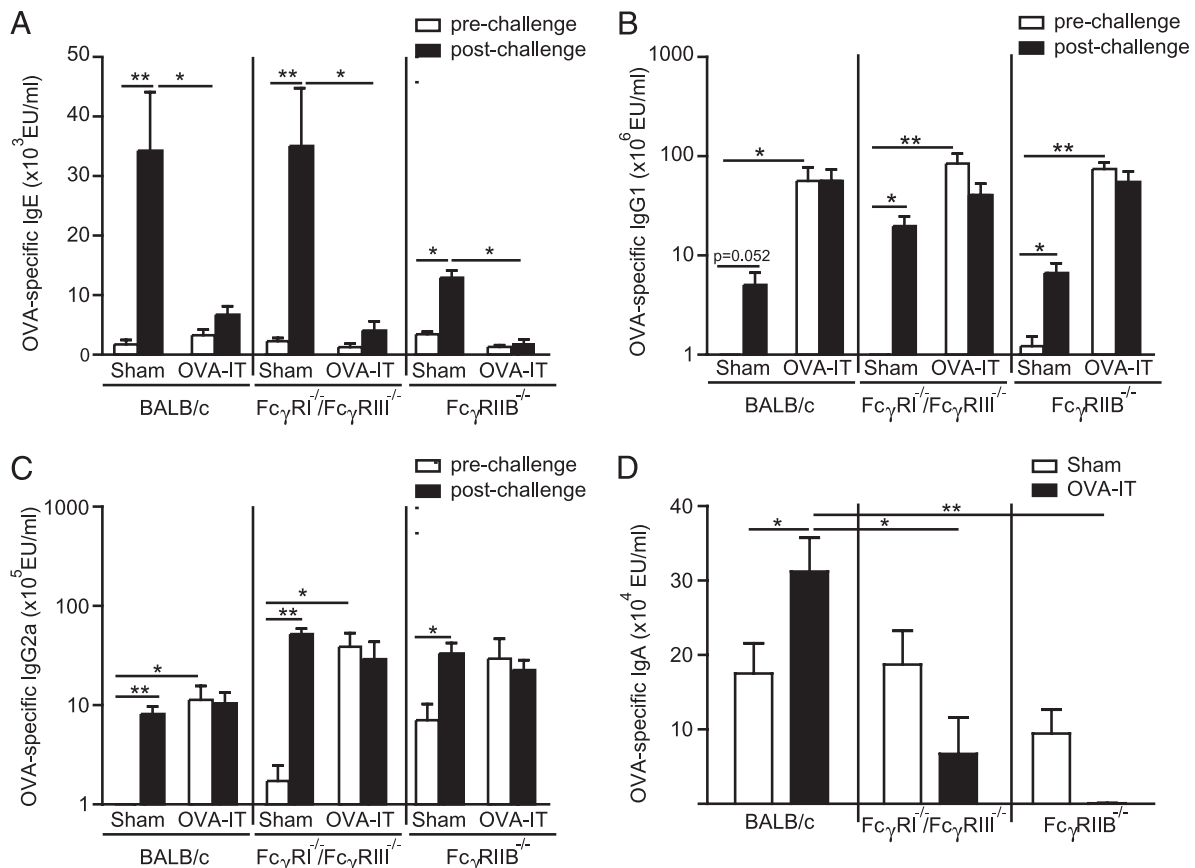 A
pre-challenge
post-challenge
OVA-specific IgE (x10³EU/ml)
50
40
30
20
10
0
** *
** *
* *
Sham OVA-IT Sham OVA-IT Sham OVA-IT
BALB/c FcγRI-/-/FcγRIII-/- FcγRIIB-/-
B
pre-challenge
post-challenge
OVA-specific IgG1 (x10⁶ EU/ml)
1000
100
10
1
*
p=0.052
**
*
**
*
Sham OVA-IT Sham OVA-IT Sham OVA-IT
BALB/c FcγRI-/-/FcγRIII-/- FcγRIIB-/-
C
pre-challenge
post-challenge
OVA-specific IgG2a (x10⁵EU/ml)
1000
100
10
1
*
**
*
**
*
Sham OVA-IT Sham OVA-IT Sham OVA-IT
BALB/c FcγRI-/-/FcγRIII-/- FcγRIIB-/-
D
Sham
OVA-IT
OVA-specific IgA (x10⁴ EU/ml)
40
30
20
10
**
* *
BALB/c FcγRI-/-/FcγRIII-/- FcγRIIB-/-